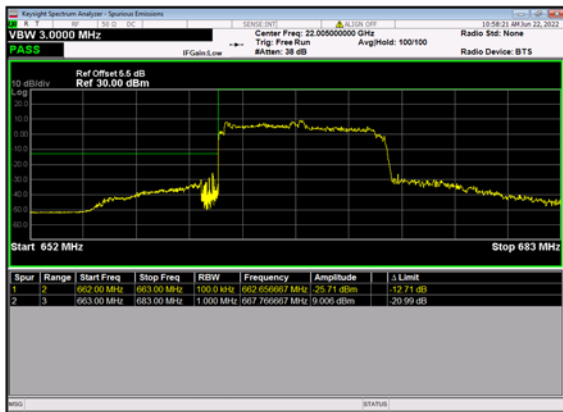 Keysight Spectrum Analyzer - Spurious Emissions
R T RF 50 Ω DC SENSE:INT ALIGN OFF 10:58:21 AM Jun 22, 2022
VBW 3.0000 MHz Center Freq: 22.005000000 GHz Radio Std: None
Trig: Free Run Avg|Hold: 100/100
PASS IFGain:Low #Atten: 38 dB Radio Device: BTS
Ref Offset 6.5 dB
10 dB/div Ref 30.00 dBm
Log
20.0
10.0
0.00
10.0
20.0
30.0
40.0
50.0
60.0
Start 652 MHz Stop 683 MHz
Spur Range Start Freq Stop Freq RBW Frequency Amplitude Δ Limit
1 2 662.00 MHz 663.00 MHz 100.0 kHz 662.656667 MHz -25.71 dBm -12.71 dB
2 3 663.00 MHz 683.00 MHz 1.000 MHz 667.766667 MHz 9.006 dBm -20.99 dB
MSG STATUS